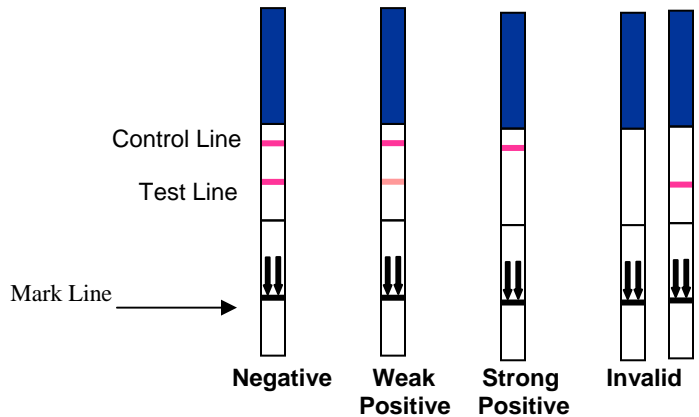 Control Line
Test Line
Mark Line
Negative
Weak
Positive
Strong
Positive
Invalid